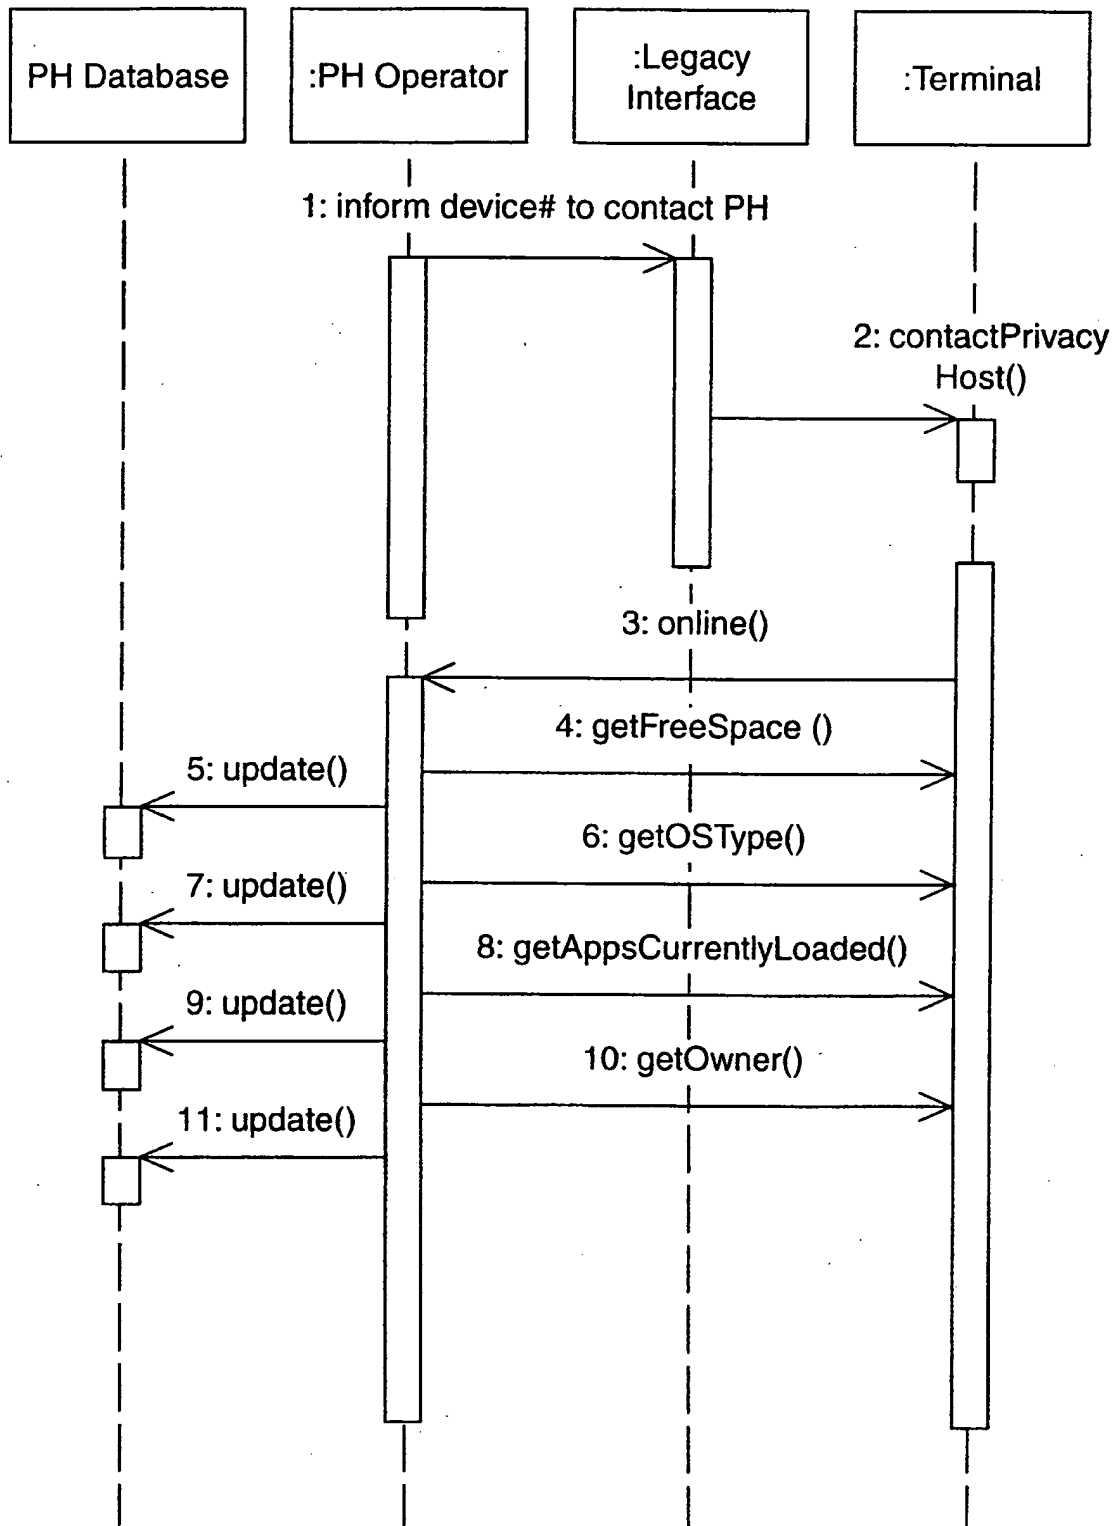 PH Database
:PH Operator
:Legacy
Interface
:Terminal
1: inform device# to contact PH
2: contactPrivacy
Host()
3: online()
4: getFreeSpace ()
5: update()
6: getOSType()
7: update()
8: getAppsCurrentlyLoaded()
9: update()
10: getOwner()
11: update()